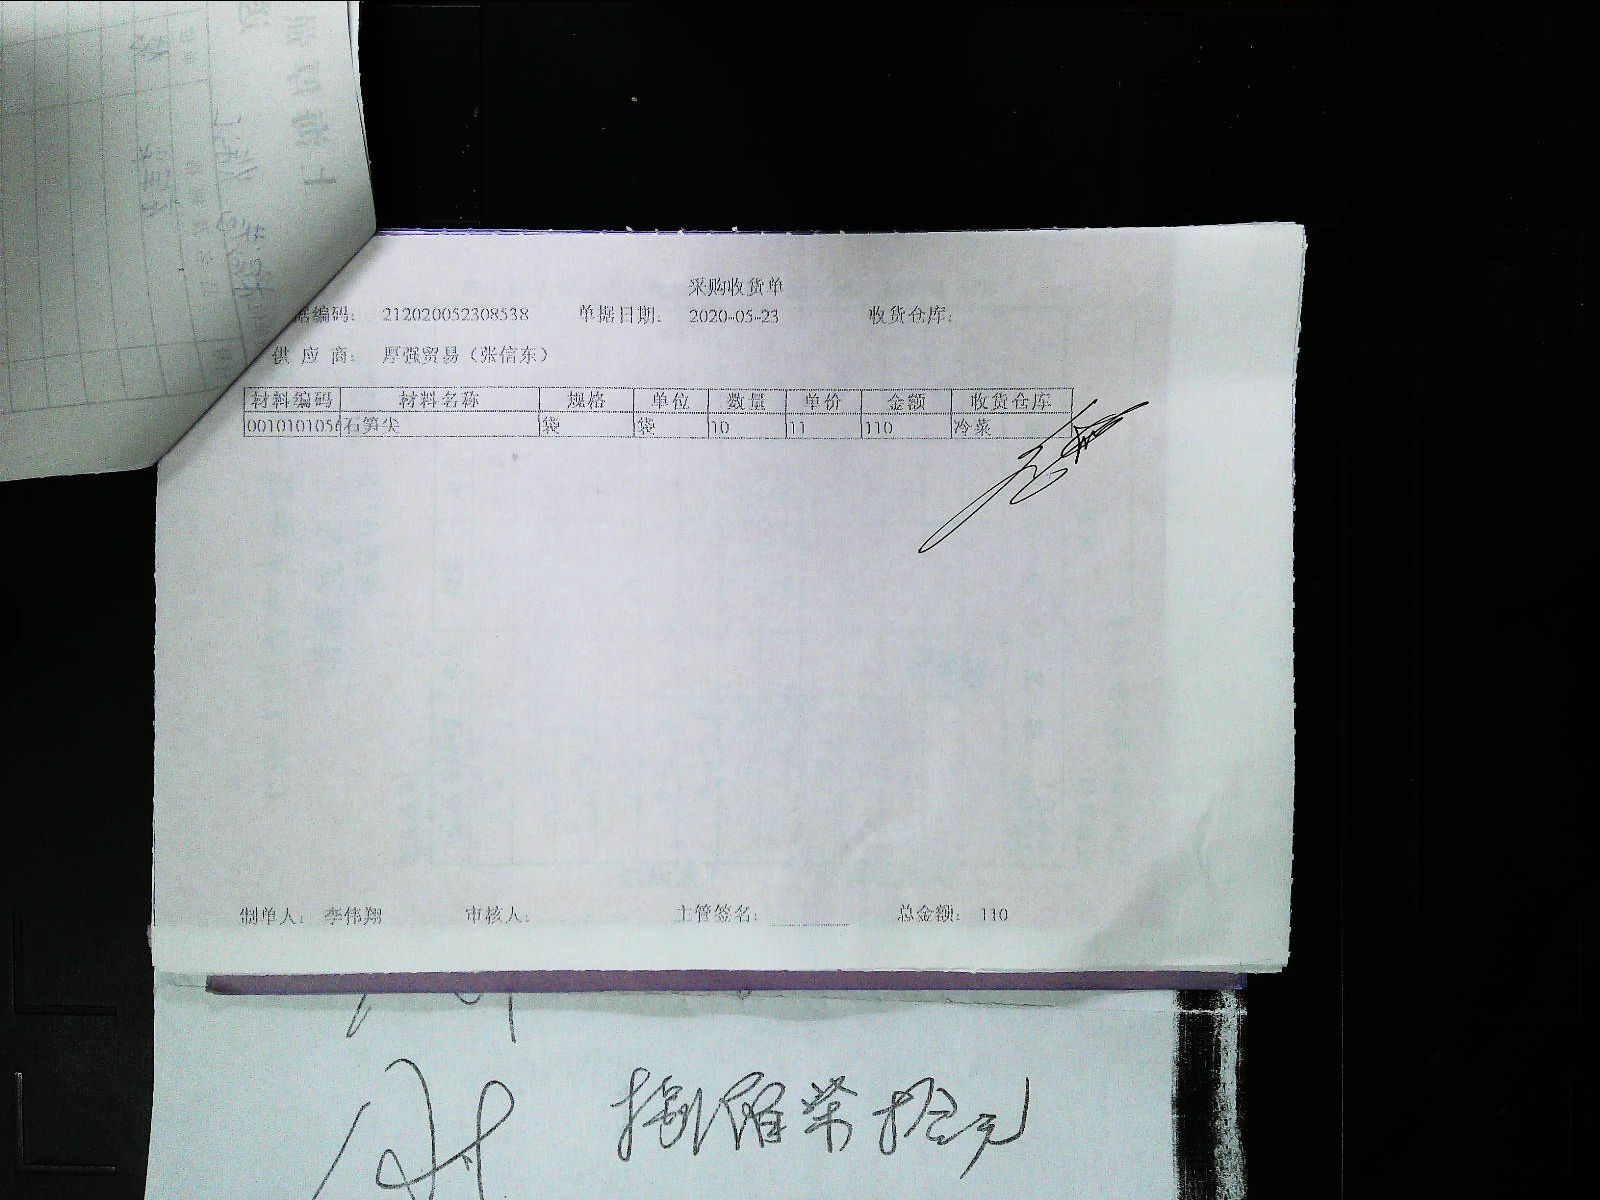 采购收货单
据编码: 212020052308538 单据日期: 2020-05-23 收货仓库:
供 应 商: 厚强贸易（张信东）
材料编码 材料名称 规格 单位 数量 单价 金额 收货仓库
0010101056 石笋尖 袋 袋 10 11 110 冷菜
制单人: 李伟翔 审核人: 主管签名: 总金额: 110